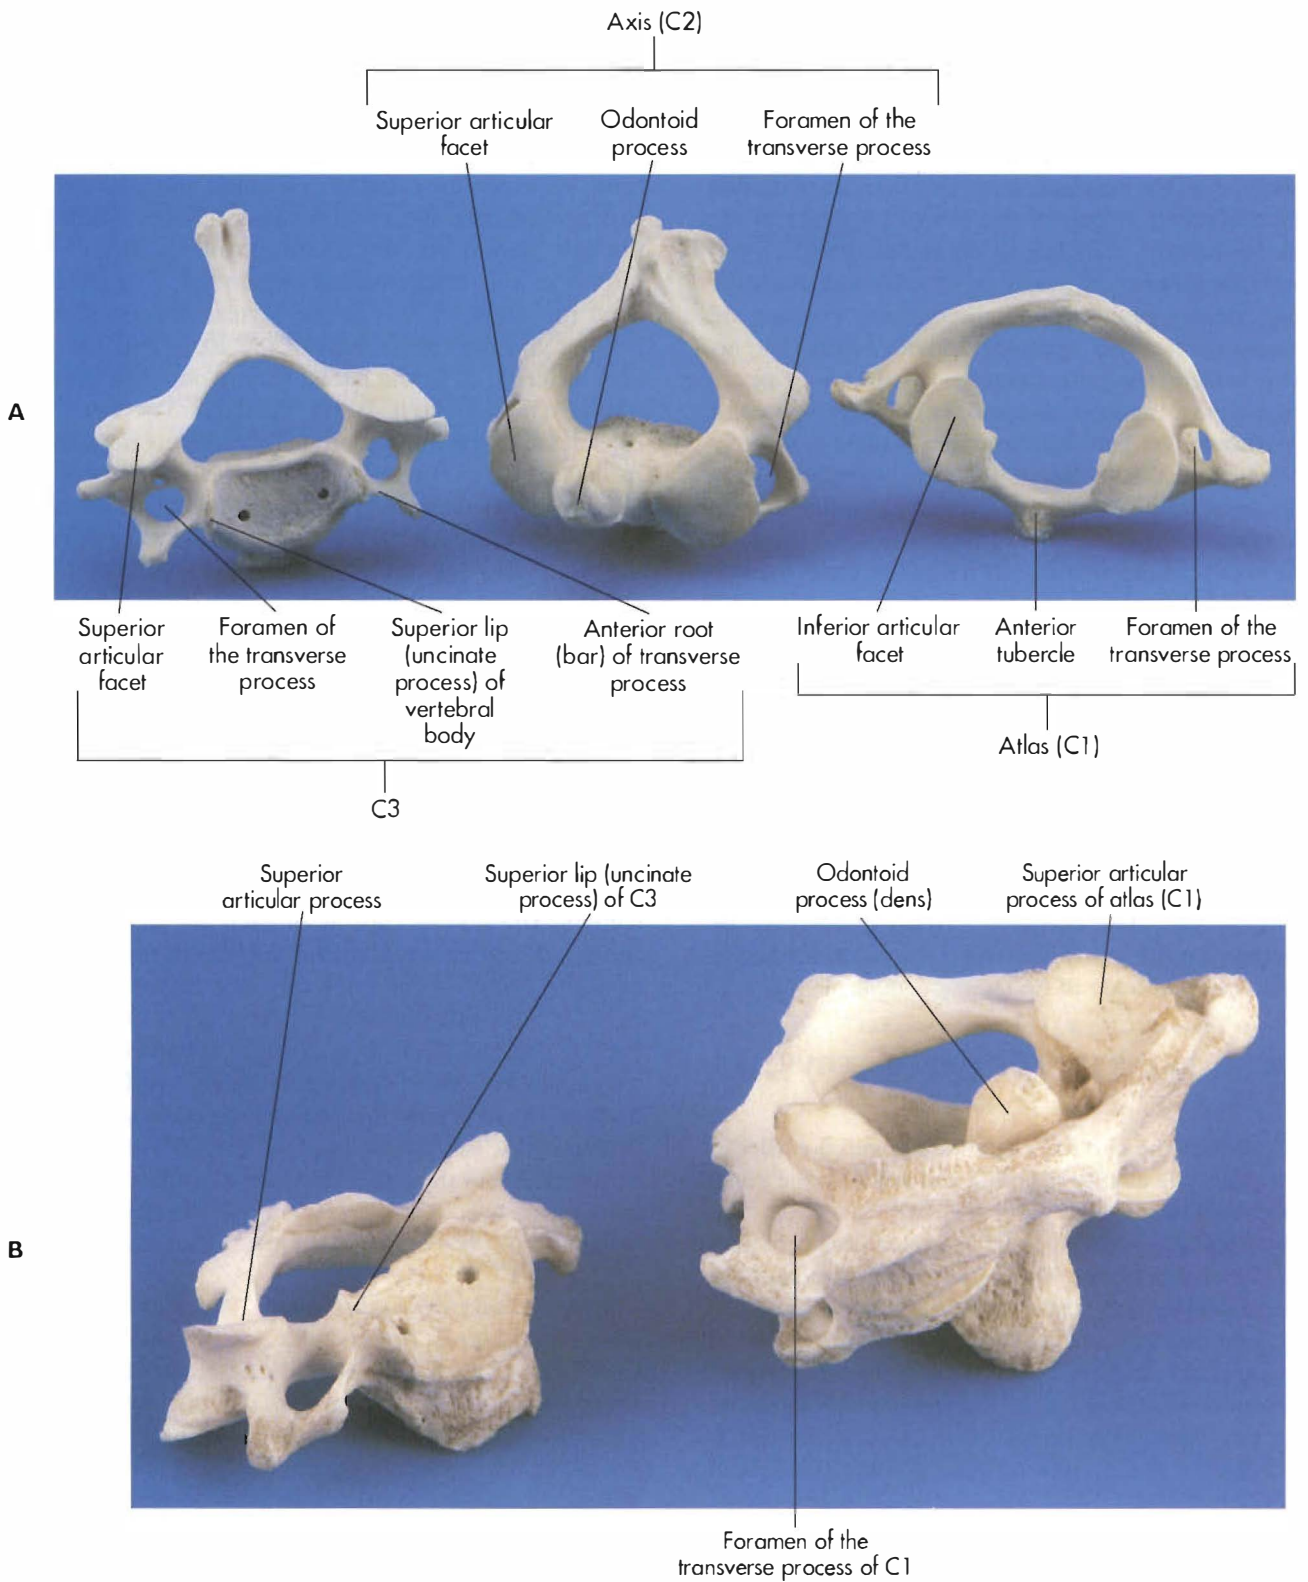 Axis (C2)
Superior articular
facet
Odontoid
process
Foramen of the
transverse process
A
Superior
articular
facet
Foramen of
the transverse
process
Superior lip
(uncinate
process) of
vertebral
body
Anterior root
(bar) of transverse
process
Inferior articular
facet
Anterior
tubercle
Foramen of the
transverse process
Atlas (C1)
C3
Superior
articular process
Superior lip (uncinate
process) of C3
Odontoid
process (dens)
Superior articular
process of atlas (C1)
B
Foramen of the
transverse process of C1